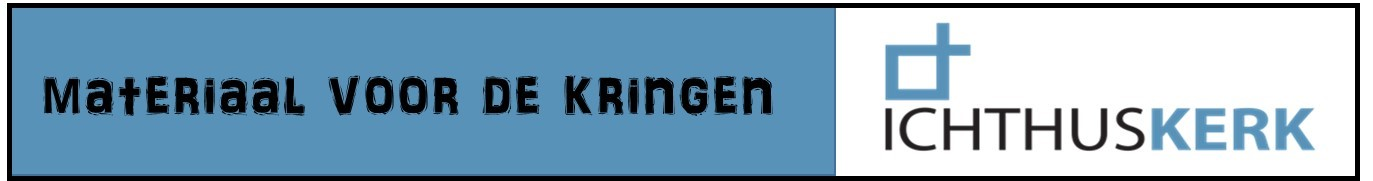 MateRiaaL VOOR DE KRiNGEN
ICHTHUSKERK